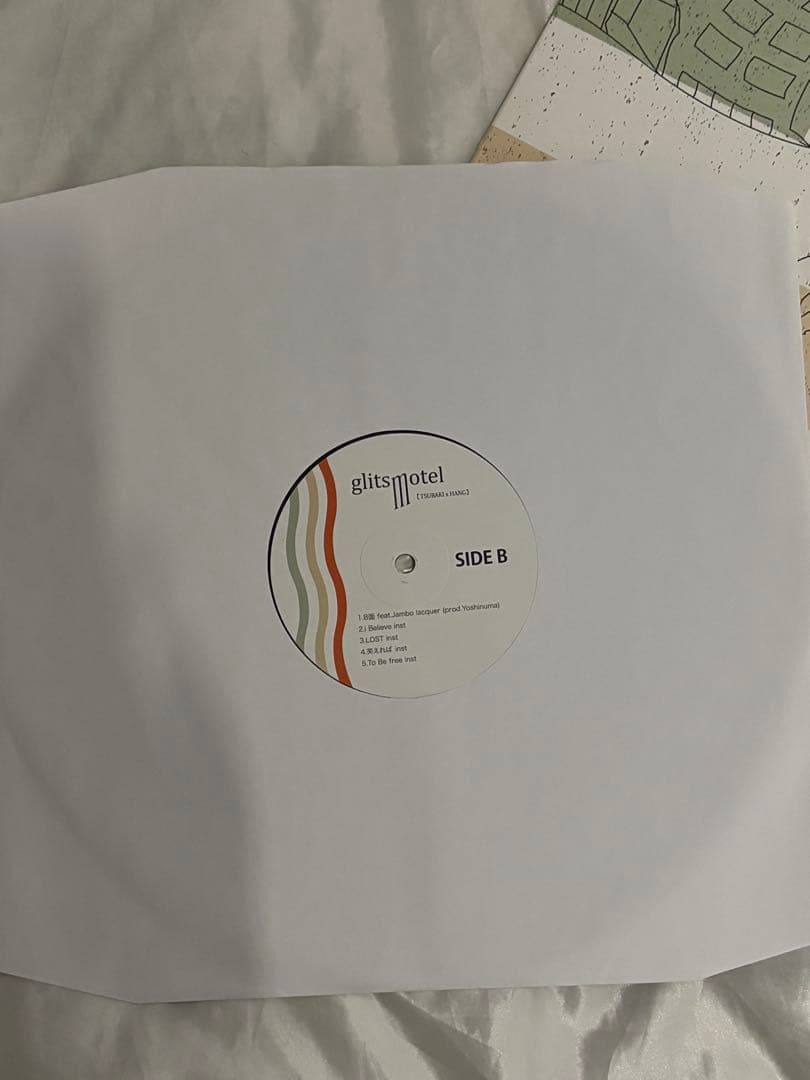 glitsmotel
【TSUBAKI x HANG】
SIDE B
1.B面 feat.Jambo lacquer (prod.Yoshinuma)
2.i Believe inst
3.LOST inst
4.笑えれば inst
5.To Be free inst